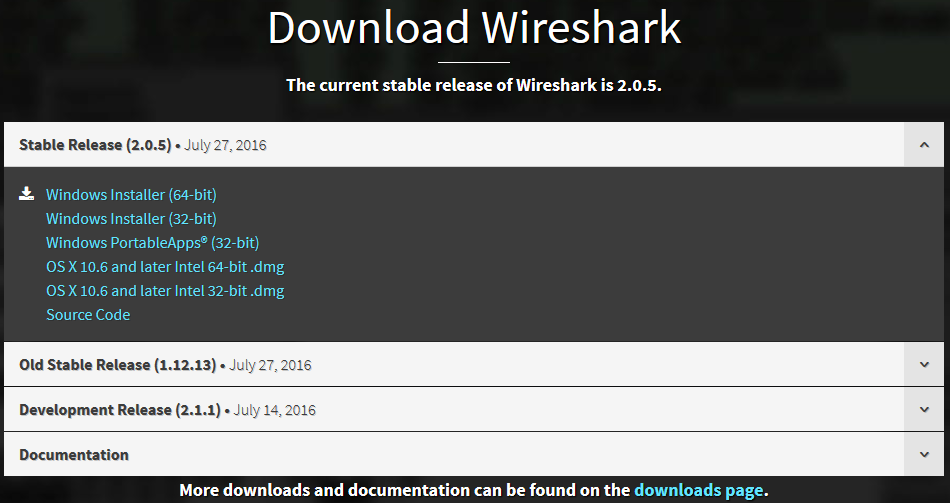 Download Wireshark
The current stable release of Wireshark is 2.0.5.
Stable Release (2.0.5) • July 27, 2016
Windows Installer (64-bit)
Windows Installer (32-bit)
Windows PortableApps® (32-bit)
OS X 10.6 and later Intel 64-bit .dmg
OS X 10.6 and later Intel 32-bit .dmg
Source Code
Old Stable Release (1.12.13) • July 27, 2016
Development Release (2.1.1) • July 14, 2016
Documentation
More downloads and documentation can be found on the downloads page.